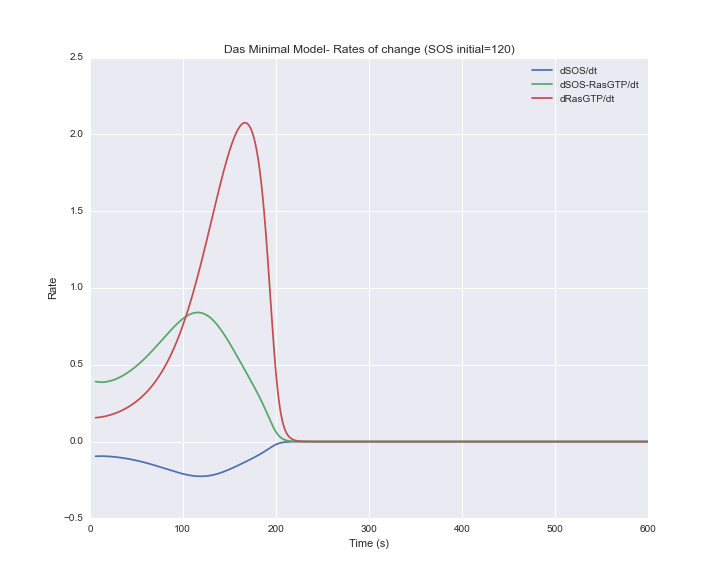 Das Minimal Model- Rates of change (SOS initial=120)
2.5
2.0
1.5
1.0
0.5
0.0
−0.5
Rate
dSOS/dt
dSOS-RasGTP/dt
dRasGTP/dt
0 100 200 300 400 500 600
Time (s)